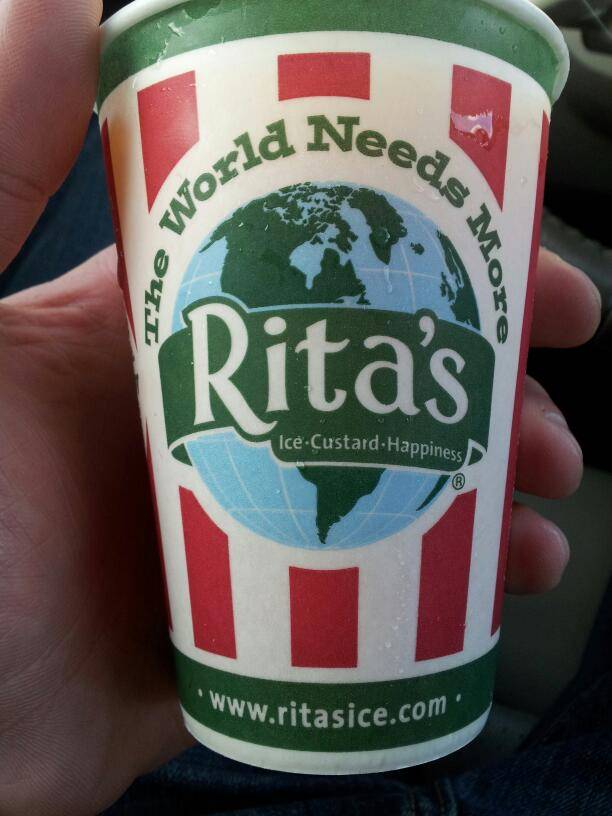 The World Needs More
Rita's
Ice·Custard·Happiness
®
· www.ritasice.com ·